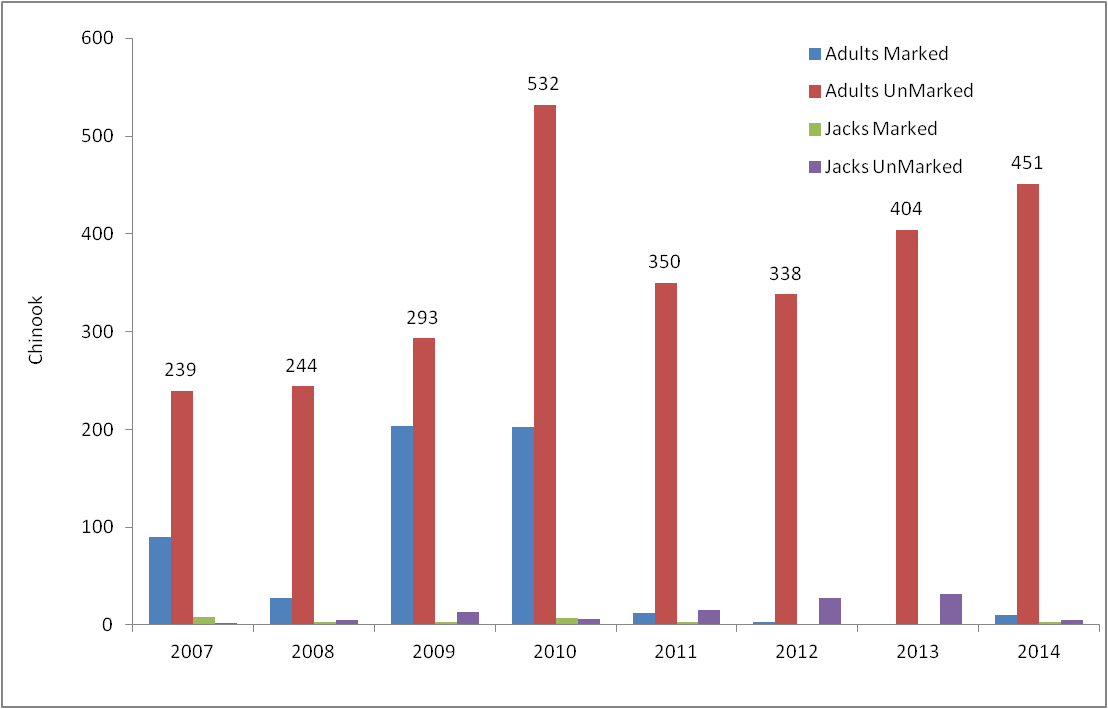 600
500
400
300
200
100
0
Chinook
Adults Marked
Adults UnMarked
Jacks Marked
Jacks UnMarked
239
244
293
532
350
338
404
451
2007 2008 2009 2010 2011 2012 2013 2014